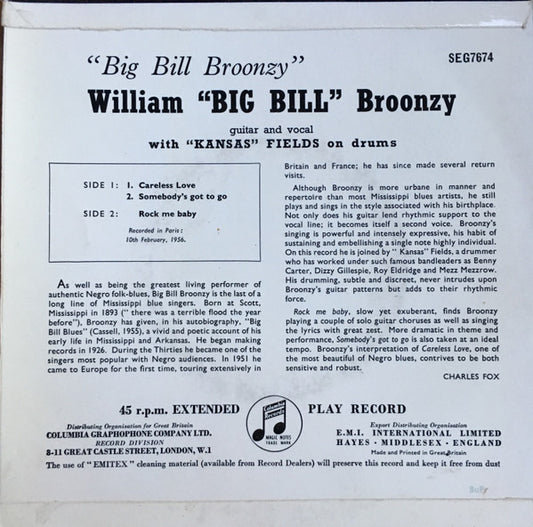 SEG7674
"Big Bill Broonzy"
William "BIG BILL" Broonzy
guitar and vocal
with "KANSAS" FIELDS on drums
SIDE 1: 1. Careless Love
2. Somebody's got to go
SIDE 2: Rock me baby
Recorded in Paris:
10th February, 1956.
As well as being the greatest living performer of
authentic Negro folk-blues, Big Bill Broonzy is the last of a
long line of Mississippi blue singers. Born at Scott,
Mississippi in 1893 (" there was a terrible flood the year
before"), Broonzy has given, in his autobiography, "Big
Bill Blues" (Cassell, 1955), a vivid and poetic account of his
early life in Mississippi and Arkansas. He began making
records in 1926. During the Thirties he became one of the
singers most popular with Negro audiences. In 1951 he
came to Europe for the first time, touring extensively in
Britain and France; he has since made several return
visits.
Although Broonzy is more urbane in manner and
repertoire than most Mississippi blues artists, he still
plays and sings in the style associated with his birthplace.
Not only does his guitar lend rhythmic support to the
vocal line; it becomes itself a second voice. Broonzy's
singing is powerful and intensely expressive, his habit of
sustaining and embellishing a single note highly individual.
On this record he is joined by " Kansas" Fields, a drummer
who has worked under such famous bandleaders as Benny
Carter, Dizzy Gillespie, Roy Eldridge and Mezz Mezzrow.
His drumming, subtle and discreet, never intrudes upon
Broonzy's guitar patterns but adds to their rhythmic
force.
Rock me baby, slow yet exuberant, finds Broonzy
playing a couple of solo guitar choruses as well as singing
the lyrics with great zest. More dramatic in theme and
performance, Somebody's got to go is also taken at an ideal
tempo. Broonzy's interpretation of Careless Love, one of
the most beautiful of Negro blues, contrives to be both
sensitive and robust.
CHARLES FOX
45 r.p.m. EXTENDED PLAY RECORD
Columbia
Records
MAGIC NOTES
TRADE MARK
Distributing Organisation for Great Britain
COLUMBIA GRAPHOPHONE COMPANY LTD.
RECORD DIVISION
8-11 GREAT CASTLE STREET, LONDON, W.1
Export Distributing Organisation
E.M.I. INTERNATIONAL LIMITED
HAYES · MIDDLESEX · ENGLAND
Made and Printed in Great Britain
The use of "EMITEX" cleaning material (available from Record Dealers) will preserve this record and keep it free from dust